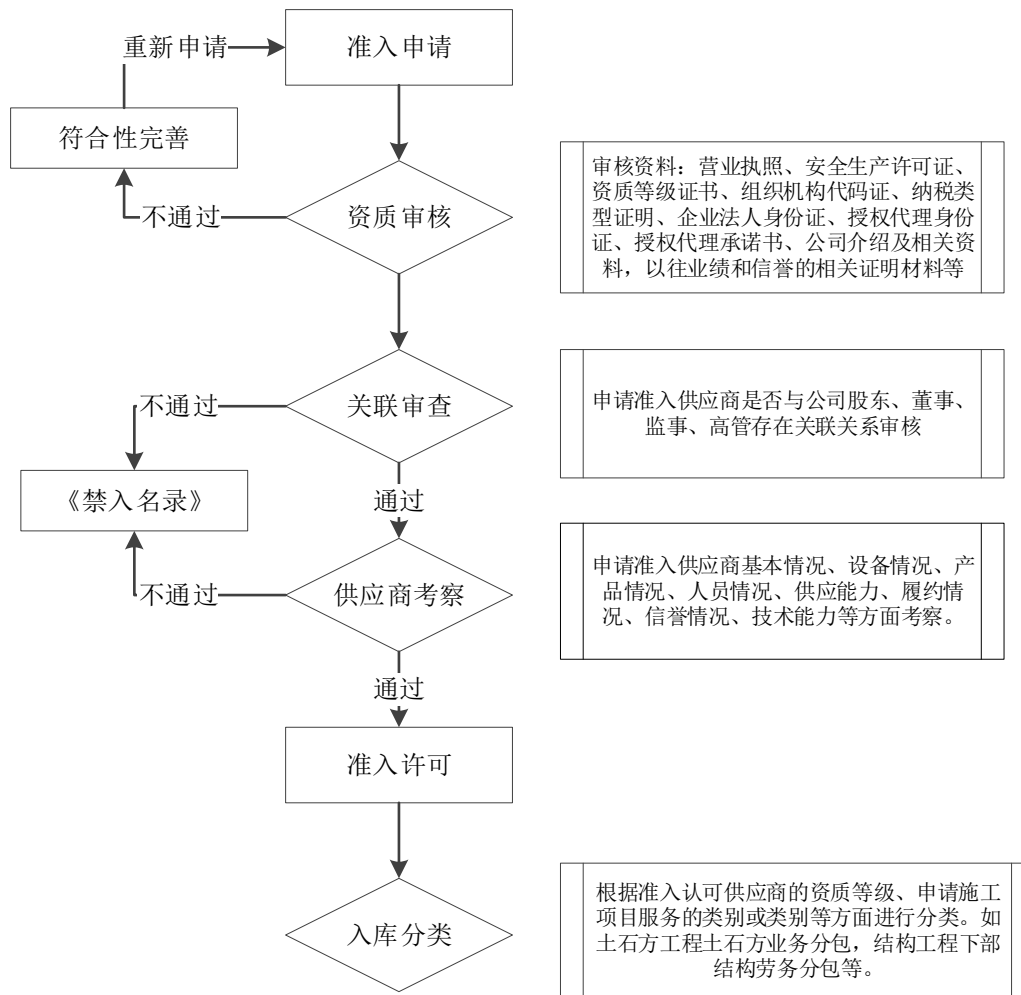 重新申请
准入申请
符合性完善
不通过
资质审核
审核资料：营业执照、安全生产许可证、
资质等级证书、组织机构代码证、纳税类
型证明、企业法人身份证、授权代理身份
证、授权代理承诺书、公司介绍及相关资
料，以往业绩和信誉的相关证明材料等
不通过
关联审查
申请准入供应商是否与公司股东、董事、
监事、高管存在关联关系审核
《禁入名录》
通过
不通过
供应商考察
申请准入供应商基本情况、设备情况、产
品情况、人员情况、供应能力、履约情
况、信誉情况、技术能力等方面考察。
通过
准入许可
入库分类
根据准入认可供应商的资质等级、申请施工
项目服务的类别或类别等方面进行分类。如
土石方工程土石方业务分包，结构工程下部
结构劳务分包等。